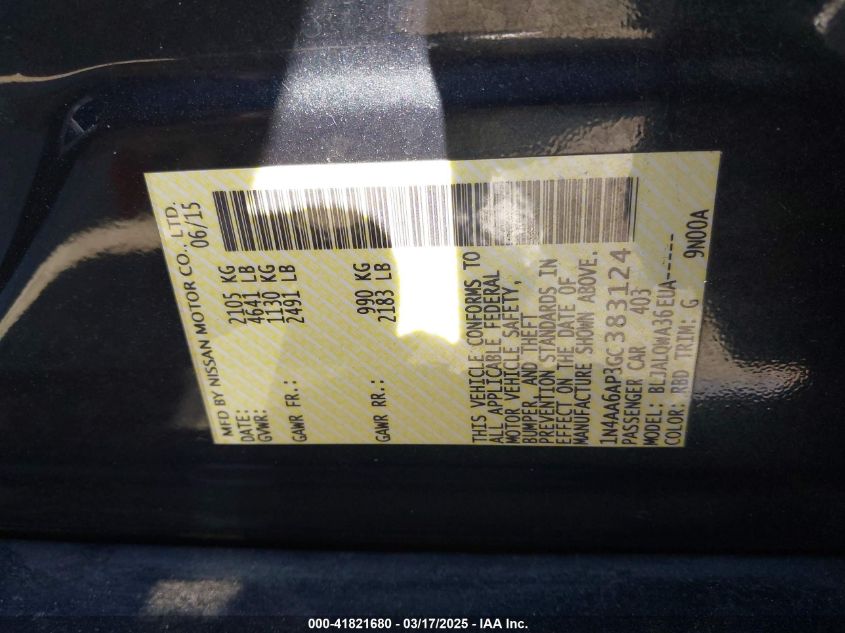 MFD BY NISSAN MOTOR CO., LTD.
DATE: 06/15
GVWR: 2105 KG
4641 LB
GAWR FR.: 1130 KG
2491 LB
GAWR RR.: 990 KG
2183 LB
THIS VEHICLE CONFORMS TO
ALL APPLICABLE FEDERAL
MOTOR VEHICLE SAFETY,
BUMPER, AND THEFT
PREVENTION STANDARDS IN
EFFECT ON THE DATE OF
MANUFACTURE SHOWN ABOVE.
1N4AA6AP3GC383124
PASSENGER CAR 403
MODEL: BLJALQWA36EUA-----
COLOR: RBD TRIM: G 9N00A
000-41821680 - 03/17/2025 - IAA Inc.